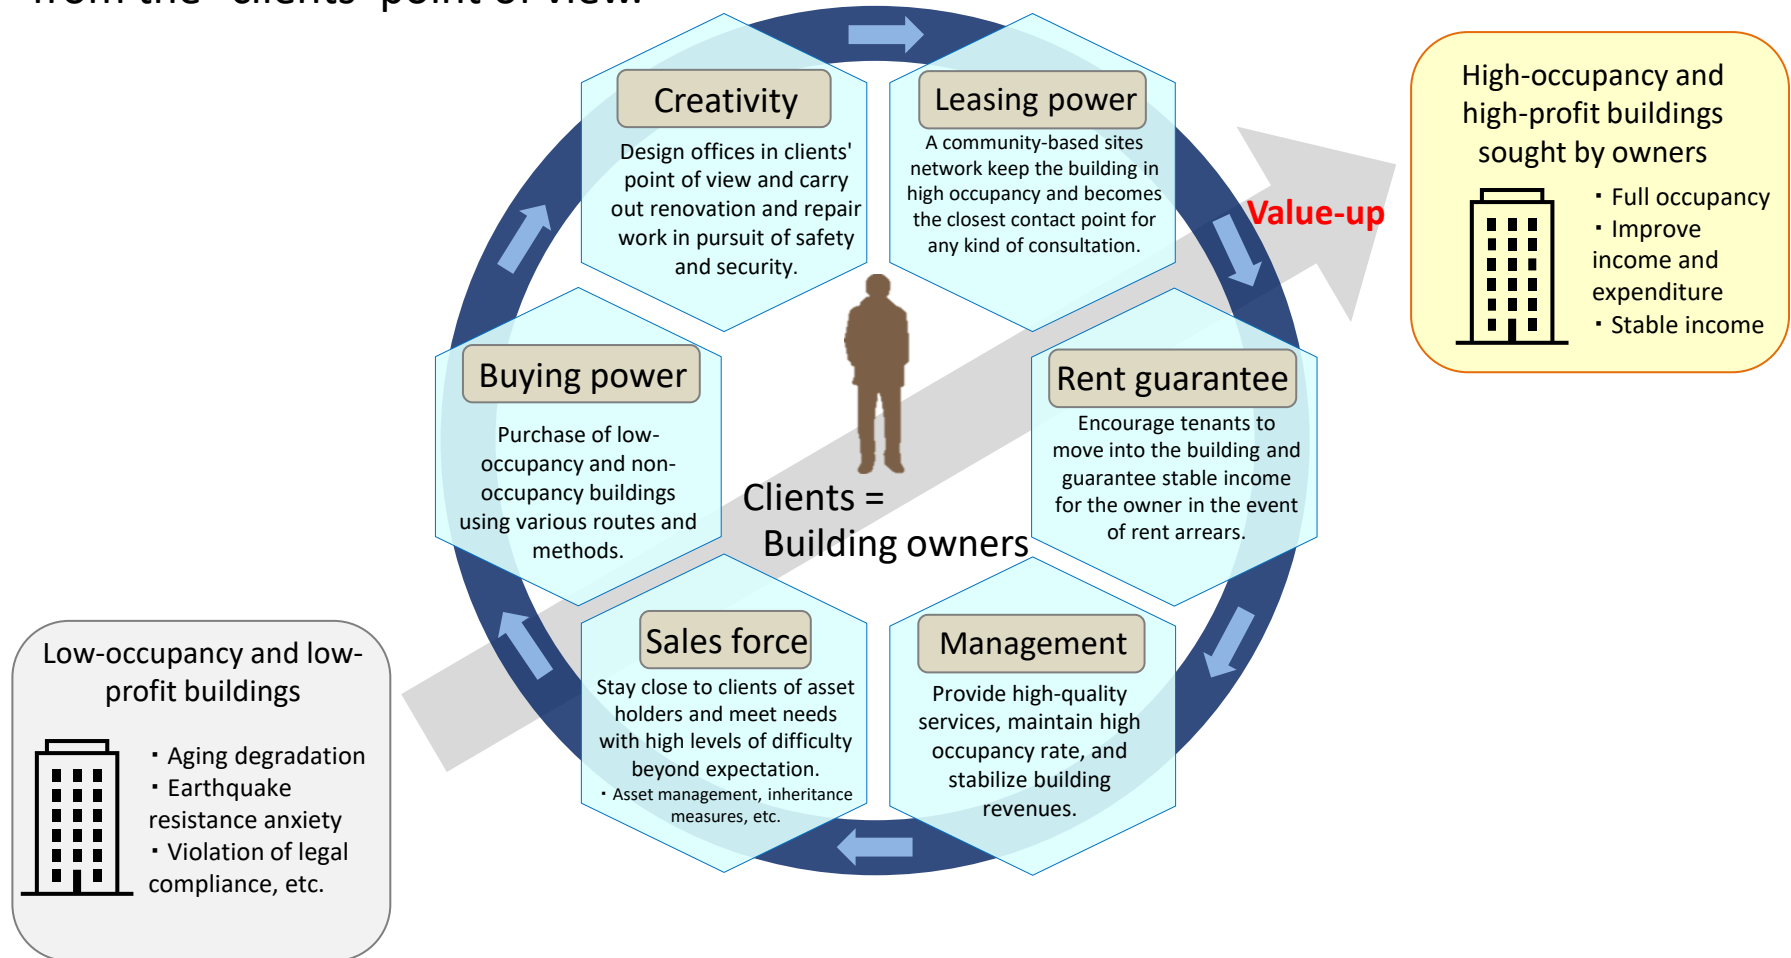 from the "clients" point of view.
Creativity
Design offices in clients'
point of view and carry
out renovation and repair
work in pursuit of safety
and security.
Leasing power
A community-based sites
network keep the building in
high occupancy and becomes
the closest contact point for
any kind of consultation.
Value-up
High-occupancy and
high-profit buildings
sought by owners
・Full occupancy
・Improve
income and
expenditure
・Stable income
Buying power
Purchase of low-
occupancy and non-
occupancy buildings
using various routes and
methods.
Rent guarantee
Encourage tenants to
move into the building and
guarantee stable income
for the owner in the event
of rent arrears.
Clients =
Building owners
Sales force
Stay close to clients of asset
holders and meet needs
with high levels of difficulty
beyond expectation.
・Asset management, inheritance
measures, etc.
Management
Provide high-quality
services, maintain high
occupancy rate, and
stabilize building
revenues.
Low-occupancy and low-
profit buildings
・Aging degradation
・Earthquake
resistance anxiety
・Violation of legal
compliance, etc.